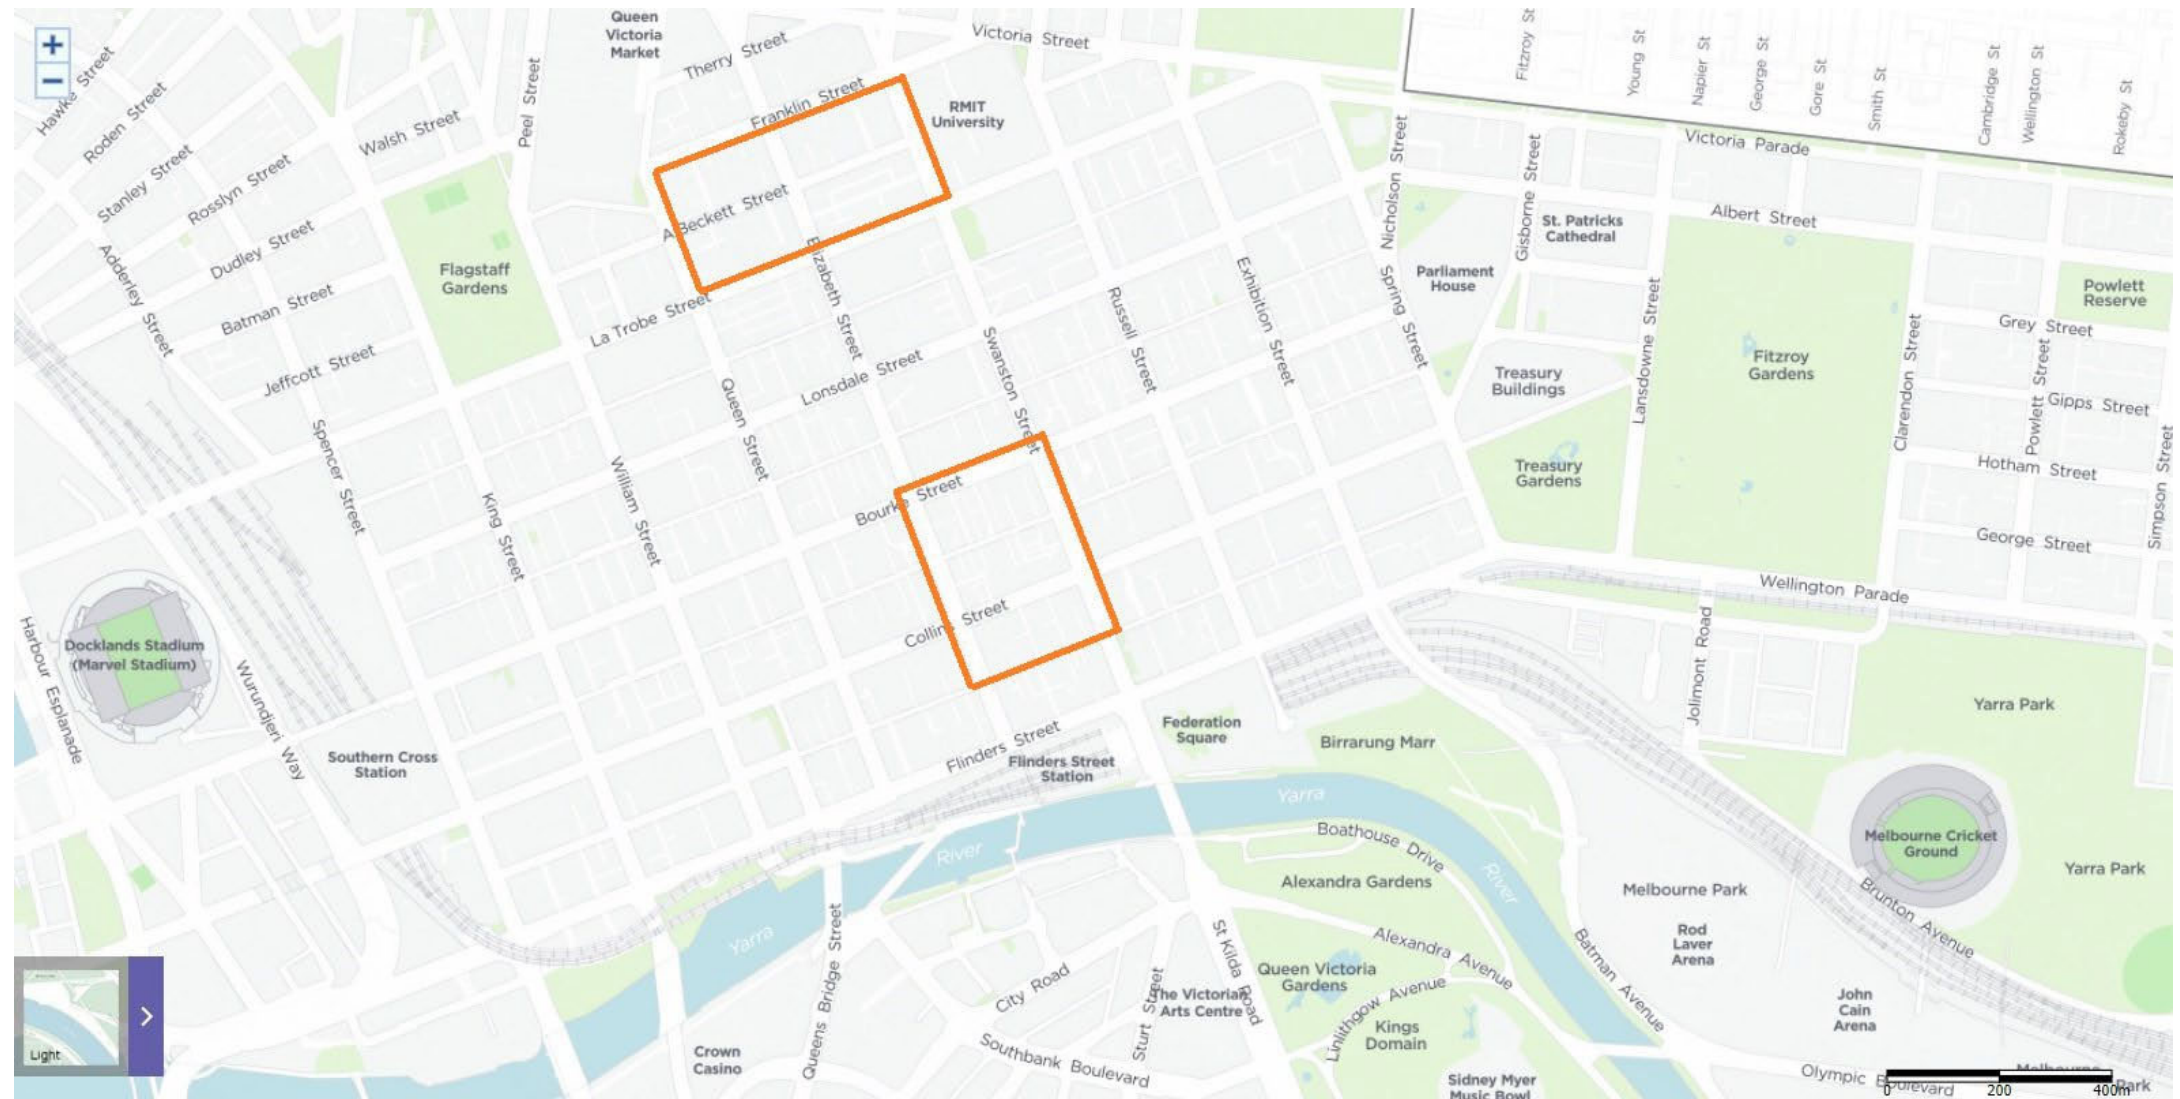 Queen
Victoria
Market
Therry Street
Victoria Street
Franklin Street
RMIT
University
Fitzroy St
Young St
Napier St
George St
Gore St
Smith St
Cambridge St
Wellington St
Rokeby St
+
−
Hawke Street
Roden Street
Stanley Street
Rosslyn Street
Walsh Street
Peel Street
Dudley Street
Batman Street
Jeffcott Street
Adderley Street
Flagstaff
Gardens
A'Beckett Street
La Trobe Street
Elizabeth Street
Lonsdale Street
Queen Street
Swanston Street
Russell Street
Exhibition Street
Spring Street
Nicholson Street
Gisborne Street
Victoria Parade
Albert Street
St. Patricks
Cathedral
Parliament
House
Lansdowne Street
Treasury
Buildings
Treasury
Gardens
Fitzroy
Gardens
Clarendon Street
Powlett
Reserve
Grey Street
Powlett Street
Gipps Street
Hotham Street
George Street
Simpson Street
Spencer Street
King Street
William Street
Bourke Street
Collins Street
Wellington Parade
Jolimont Road
Docklands Stadium
(Marvel Stadium)
Harbour Esplanade
Wurundjeri Way
Southern Cross
Station
Flinders Street
Flinders Street
Station
Federation
Square
Birrarung Marr
Yarra Park
Yarra
River
Boathouse Drive
River
Alexandra Gardens
Melbourne Cricket
Ground
Yarra Park
Melbourne Park
Rod
Laver
Arena
Brunton Avenue
Yarra
Queens Bridge Street
City Road
Sturt Street
St Kilda Road
The Victorian
Arts Centre
Queen Victoria
Gardens
Alexandra Avenue
Linlithgow Avenue
Kings
Domain
Batman Avenue
John
Cain
Arena
Crown
Casino
Southbank Boulevard
Sidney Myer
Music Bowl
Olympic Boulevard
Melbourne
Park
0 200 400m
Light